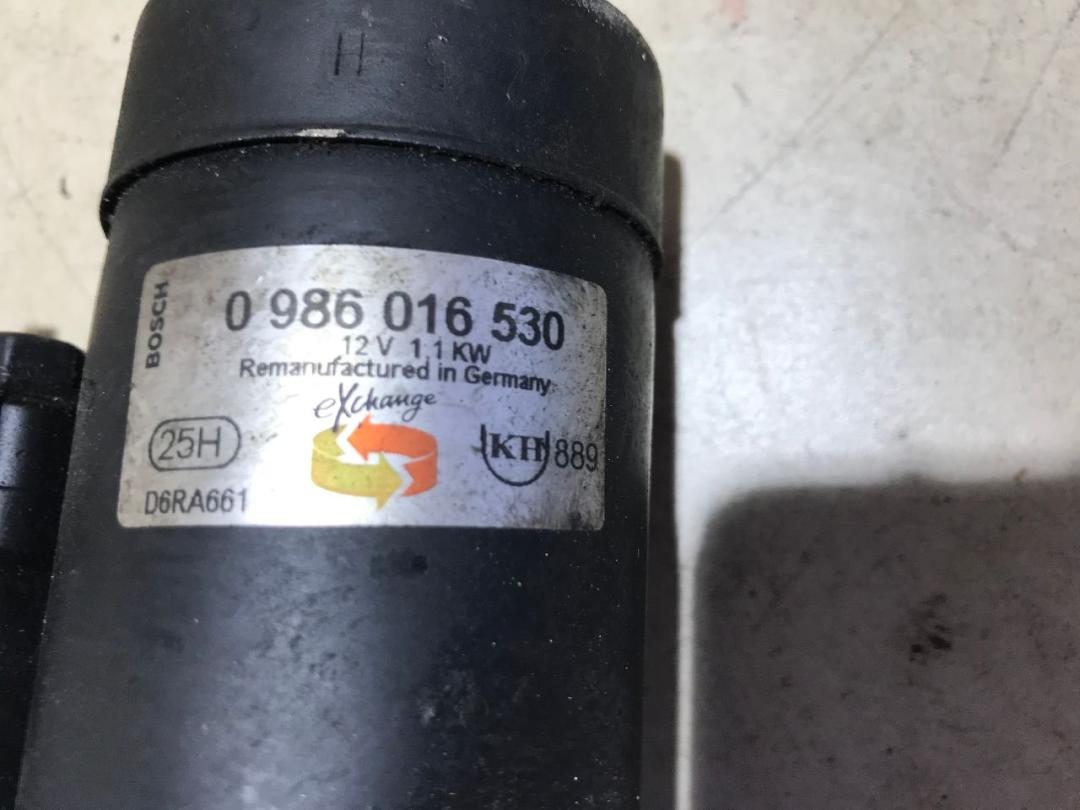 H
BOSCH
0 986 016 530
12 V 1 1 KW
Remanufactured in Germany
eXchange
25H
KH 889
D6RA661